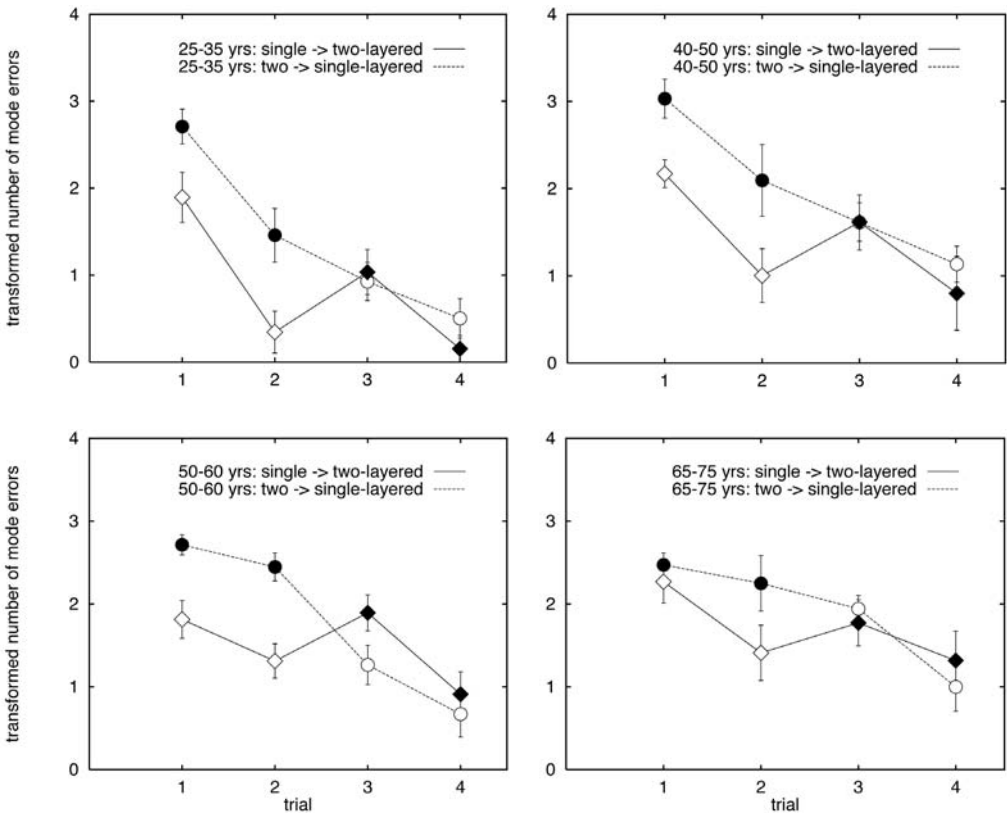 4
3
2
1
0
transformed number of mode errors
25-35 yrs: single -> two-layered
25-35 yrs: two -> single-layered
1 2 3 4
4
3
2
1
0
40-50 yrs: single -> two-layered
40-50 yrs: two -> single-layered
1 2 3 4
4
3
2
1
0
transformed number of mode errors
50-60 yrs: single -> two-layered
50-60 yrs: two -> single-layered
1 2 3 4
trial
4
3
2
1
0
65-75 yrs: single -> two-layered
65-75 yrs: two -> single-layered
1 2 3 4
trial